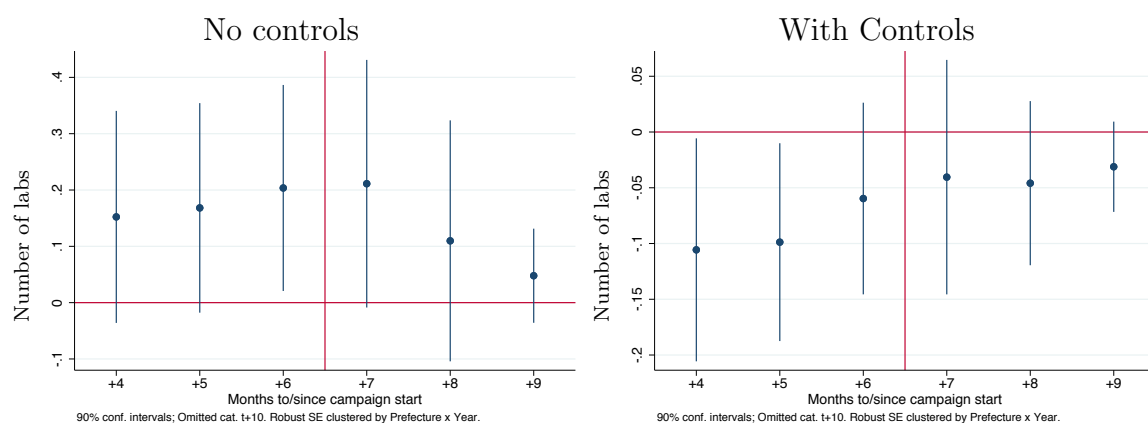 No controls
Number of labs
.4
.3
.2
.1
0
-.1
+4 +5 +6 +7 +8 +9
Months to/since campaign start
90% conf. intervals; Omitted cat. t+10. Robust SE clustered by Prefecture x Year.
With Controls
Number of labs
.05
0
-.05
-.1
-.15
-.2
+4 +5 +6 +7 +8 +9
Months to/since campaign start
90% conf. intervals; Omitted cat. t+10. Robust SE clustered by Prefecture x Year.